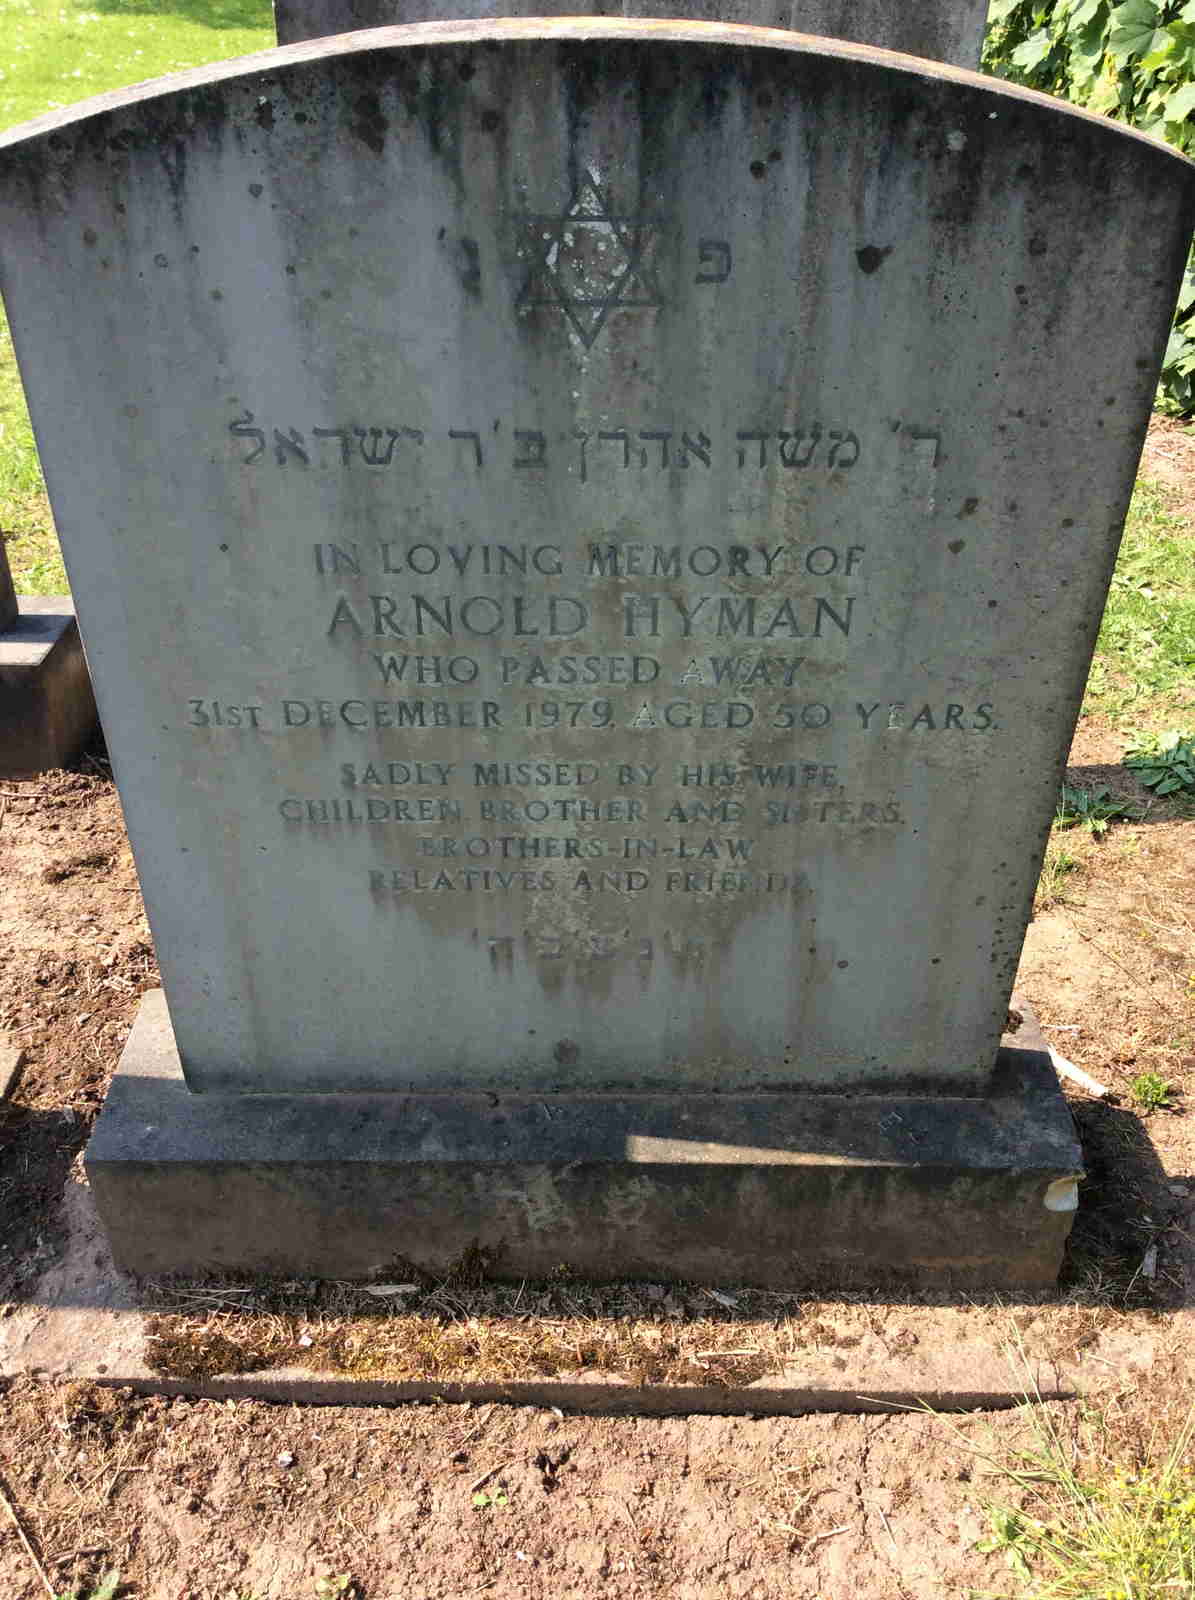 פ נ'
ר' משה אהרן ב'ר ישראל
IN LOVING MEMORY OF
ARNOLD HYMAN
WHO PASSED AWAY
31ST DECEMBER 1979. AGED 50 YEARS.
SADLY MISSED BY HIS WIFE,
CHILDREN, BROTHER AND SISTERS,
BROTHERS-IN-LAW
RELATIVES AND FRIENDS.
ת'נ'צ'ב'ה'